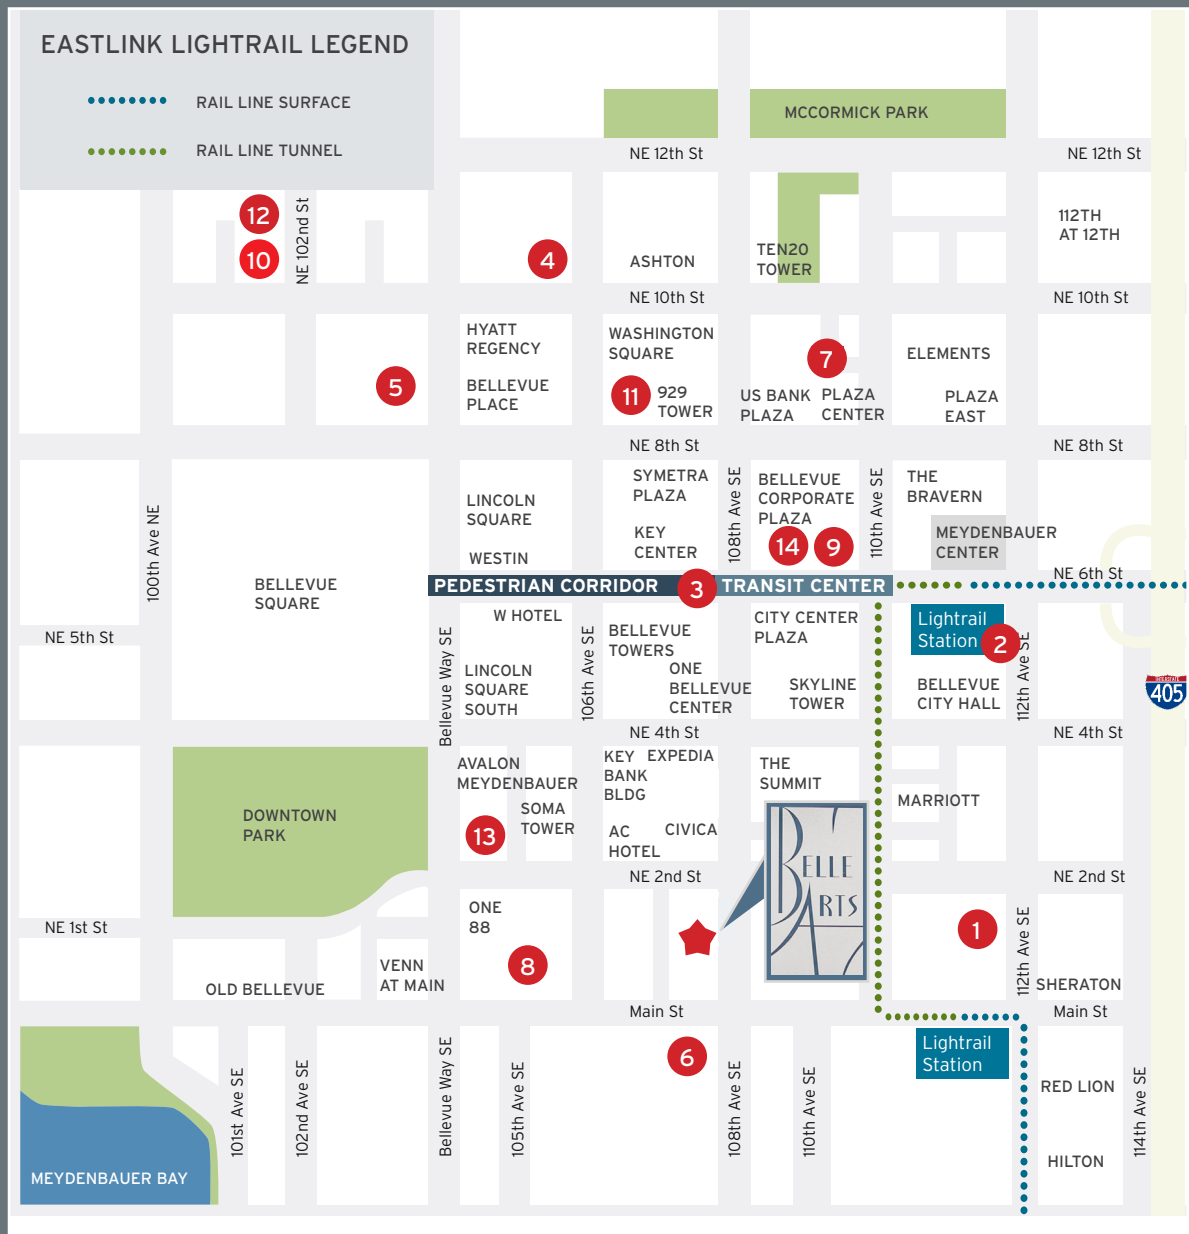 EASTLINK LIGHTRAIL LEGEND
RAIL LINE SURFACE
RAIL LINE TUNNEL
MCCORMICK PARK
NE 12th St
NE 12th St
12
10
NE 102nd St
4
ASHTON
TEN20
TOWER
112TH
AT 12TH
NE 10th St
NE 10th St
HYATT
REGENCY
BELLEVUE
PLACE
5
WASHINGTON
SQUARE
11
929
TOWER
7
US BANK
PLAZA
PLAZA
CENTER
ELEMENTS
PLAZA
EAST
NE 8th St
NE 8th St
100th Ave NE
LINCOLN
SQUARE
WESTIN
SYMETRA
PLAZA
KEY
CENTER
108th Ave SE
BELLEVUE
CORPORATE
PLAZA
14
9
110th Ave SE
THE
BRAVERN
MEYDENBAUER
CENTER
NE 6th St
BELLEVUE
SQUARE
PEDESTRIAN CORRIDOR
3
TRANSIT CENTER
NE 5th St
Bellevue Way SE
W HOTEL
LINCOLN
SQUARE
SOUTH
106th Ave SE
BELLEVUE
TOWERS
ONE
BELLEVUE
CENTER
CITY CENTER
PLAZA
SKYLINE
TOWER
Lightrail
Station
2
BELLEVUE
CITY HALL
112th Ave SE
INTERSTATE
405
NE 4th St
NE 4th St
DOWNTOWN
PARK
AVALON
MEYDENBAUER
SOMA
TOWER
13
KEY
BANK
BLDG
EXPEDIA
AC
HOTEL
CIVICA
THE
SUMMIT
MARRIOTT
BELLE
ARTS
NE 2nd St
NE 2nd St
NE 1st St
ONE
88
8
1
112th Ave SE
VENN
AT MAIN
OLD BELLEVUE
SHERATON
Main St
Main St
6
Lightrail
Station
101st Ave SE
102nd Ave SE
Bellevue Way SE
105th Ave SE
108th Ave SE
110th Ave SE
RED LION
HILTON
114th Ave SE
MEYDENBAUER BAY